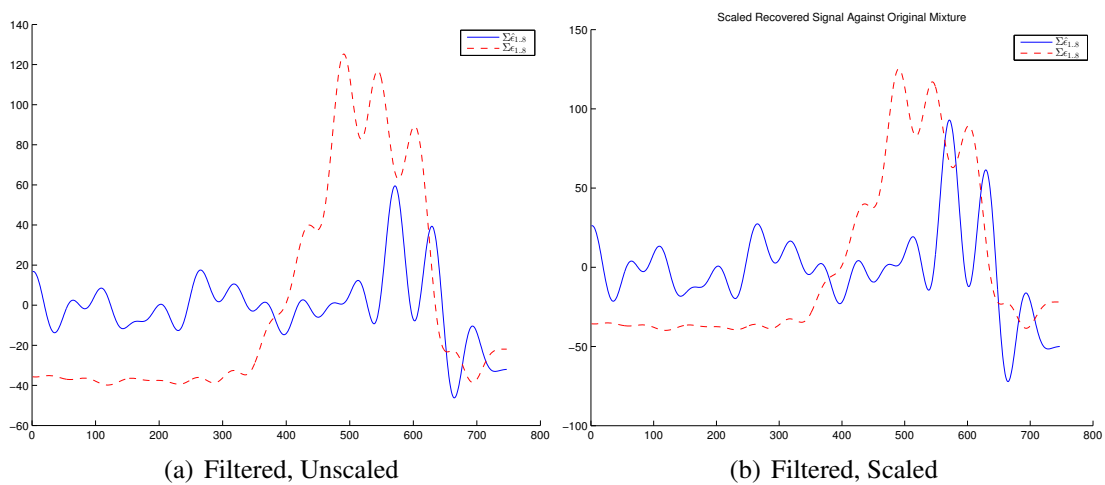 140
120
100
80
60
40
20
0
−20
−40
−60
0 100 200 300 400 500 600 700 800
Σε̂1..8
Σε1..8
(a) Filtered, Unscaled
Scaled Recovered Signal Against Original Mixture
150
100
50
0
−50
−100
0 100 200 300 400 500 600 700 800
Σε̂1..8
Σε1..8
(b) Filtered, Scaled